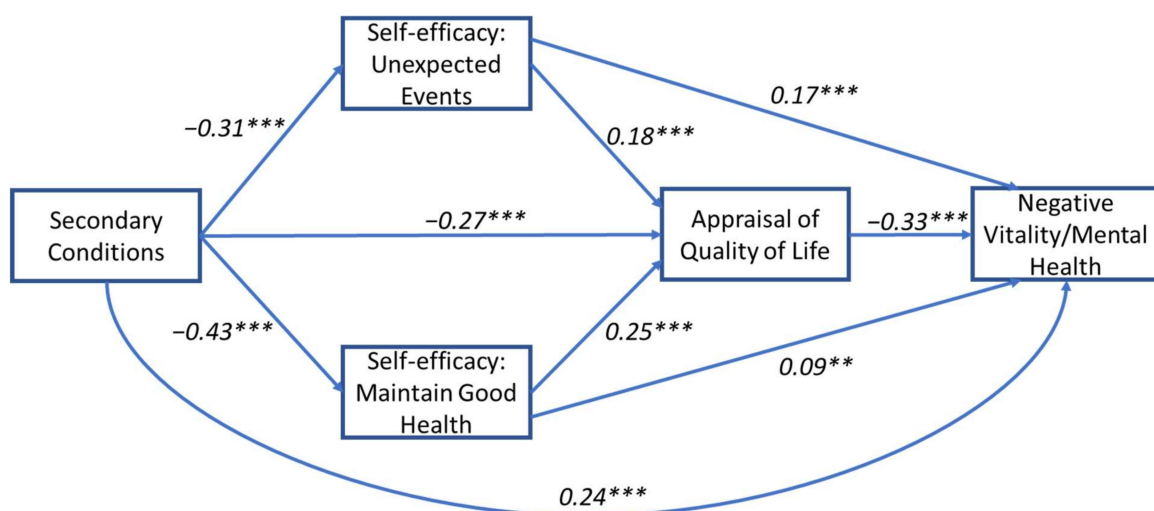 Self-efficacy:
Unexpected
Events
0.17***
−0.31***
0.18***
Secondary
Conditions
−0.27***
Appraisal of
Quality of Life
−0.33***
Negative
Vitality/Mental
Health
−0.43***
0.25***
Self-efficacy:
Maintain Good
Health
0.09**
0.24***